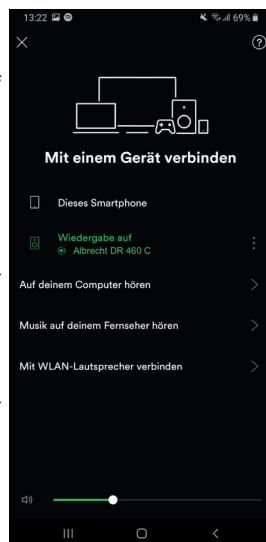 13:22 69%
Mit einem Gerät verbinden
Dieses Smartphone
Wiedergabe auf
Albrecht DR 460 C
Auf deinem Computer hören
Musik auf deinem Fernseher hören
Mit WLAN-Lautsprecher verbinden